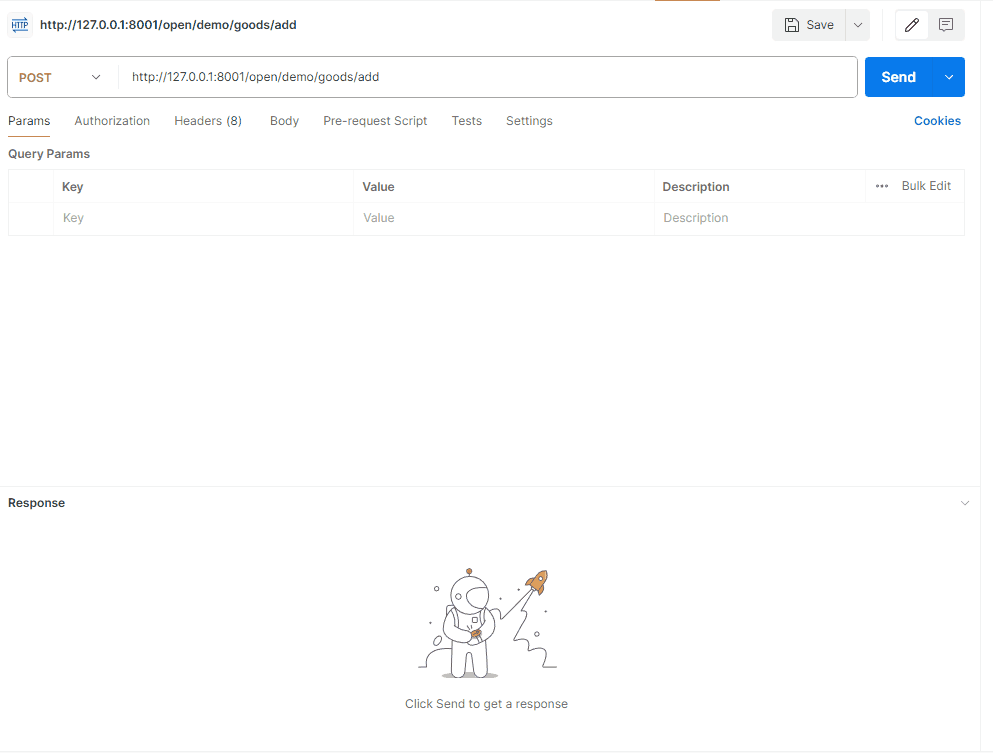 HTTP http://127.0.0.1:8001/open/demo/goods/add Save
POST http://127.0.0.1:8001/open/demo/goods/add Send
Params Authorization Headers (8) Body Pre-request Script Tests Settings Cookies
Query Params
Key Value Description ••• Bulk Edit
Key Value Description
Response
Click Send to get a response